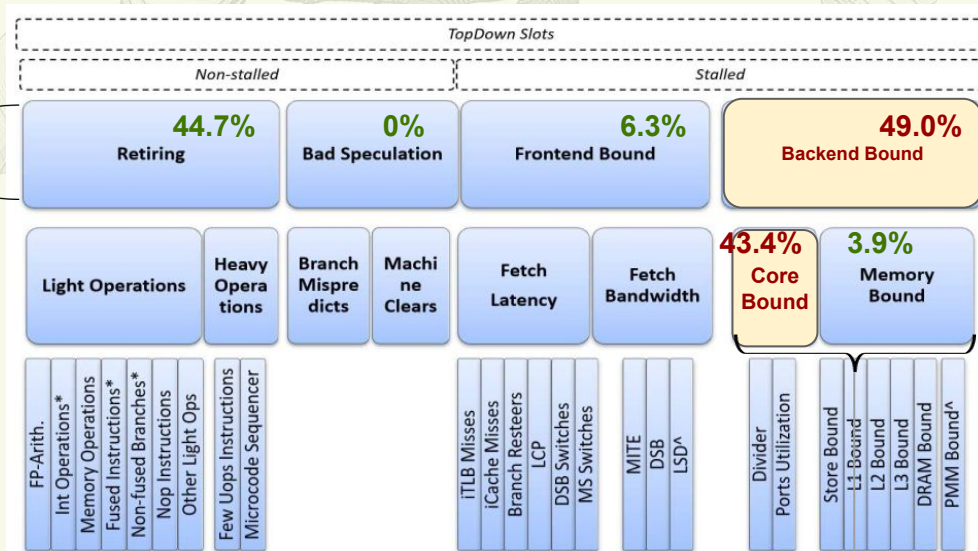 TopDown Slots
Non-stalled
Stalled
44.7%
Retiring
0%
Bad Speculation
6.3%
Frontend Bound
49.0%
Backend Bound
Light Operations
Heavy
Opera
tions
Branch
Mispre
dicts
Machi
ne
Clears
Fetch
Latency
Fetch
Bandwidth
43.4%
Core
Bound
3.9%
Memory
Bound
FP-Arith.
Int Operations*
Memory Operations
Fused Instructions*
Non-fused Branches*
Nop Instructions
Other Light Ops
Few Uops Instructions
Microcode Sequencer
iTLB Misses
iCache Misses
Branch Resteers
LCP
DSB Switches
MS Switches
MITE
DSB
LSD^
Divider
Ports Utilization
Store Bound
L1 Bound
L2 Bound
L3 Bound
DRAM Bound
PMM Bound^